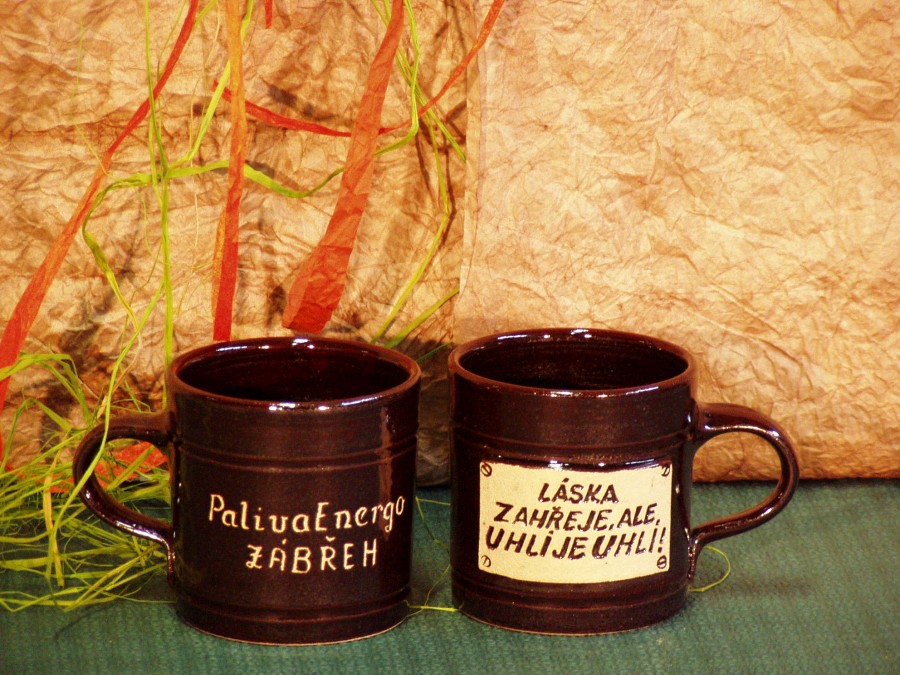 PalivaEnergo
ZÁBŘEH
LÁSKA
ZAHŘEJE, ALE,
UHLÍ JE UHLÍ!